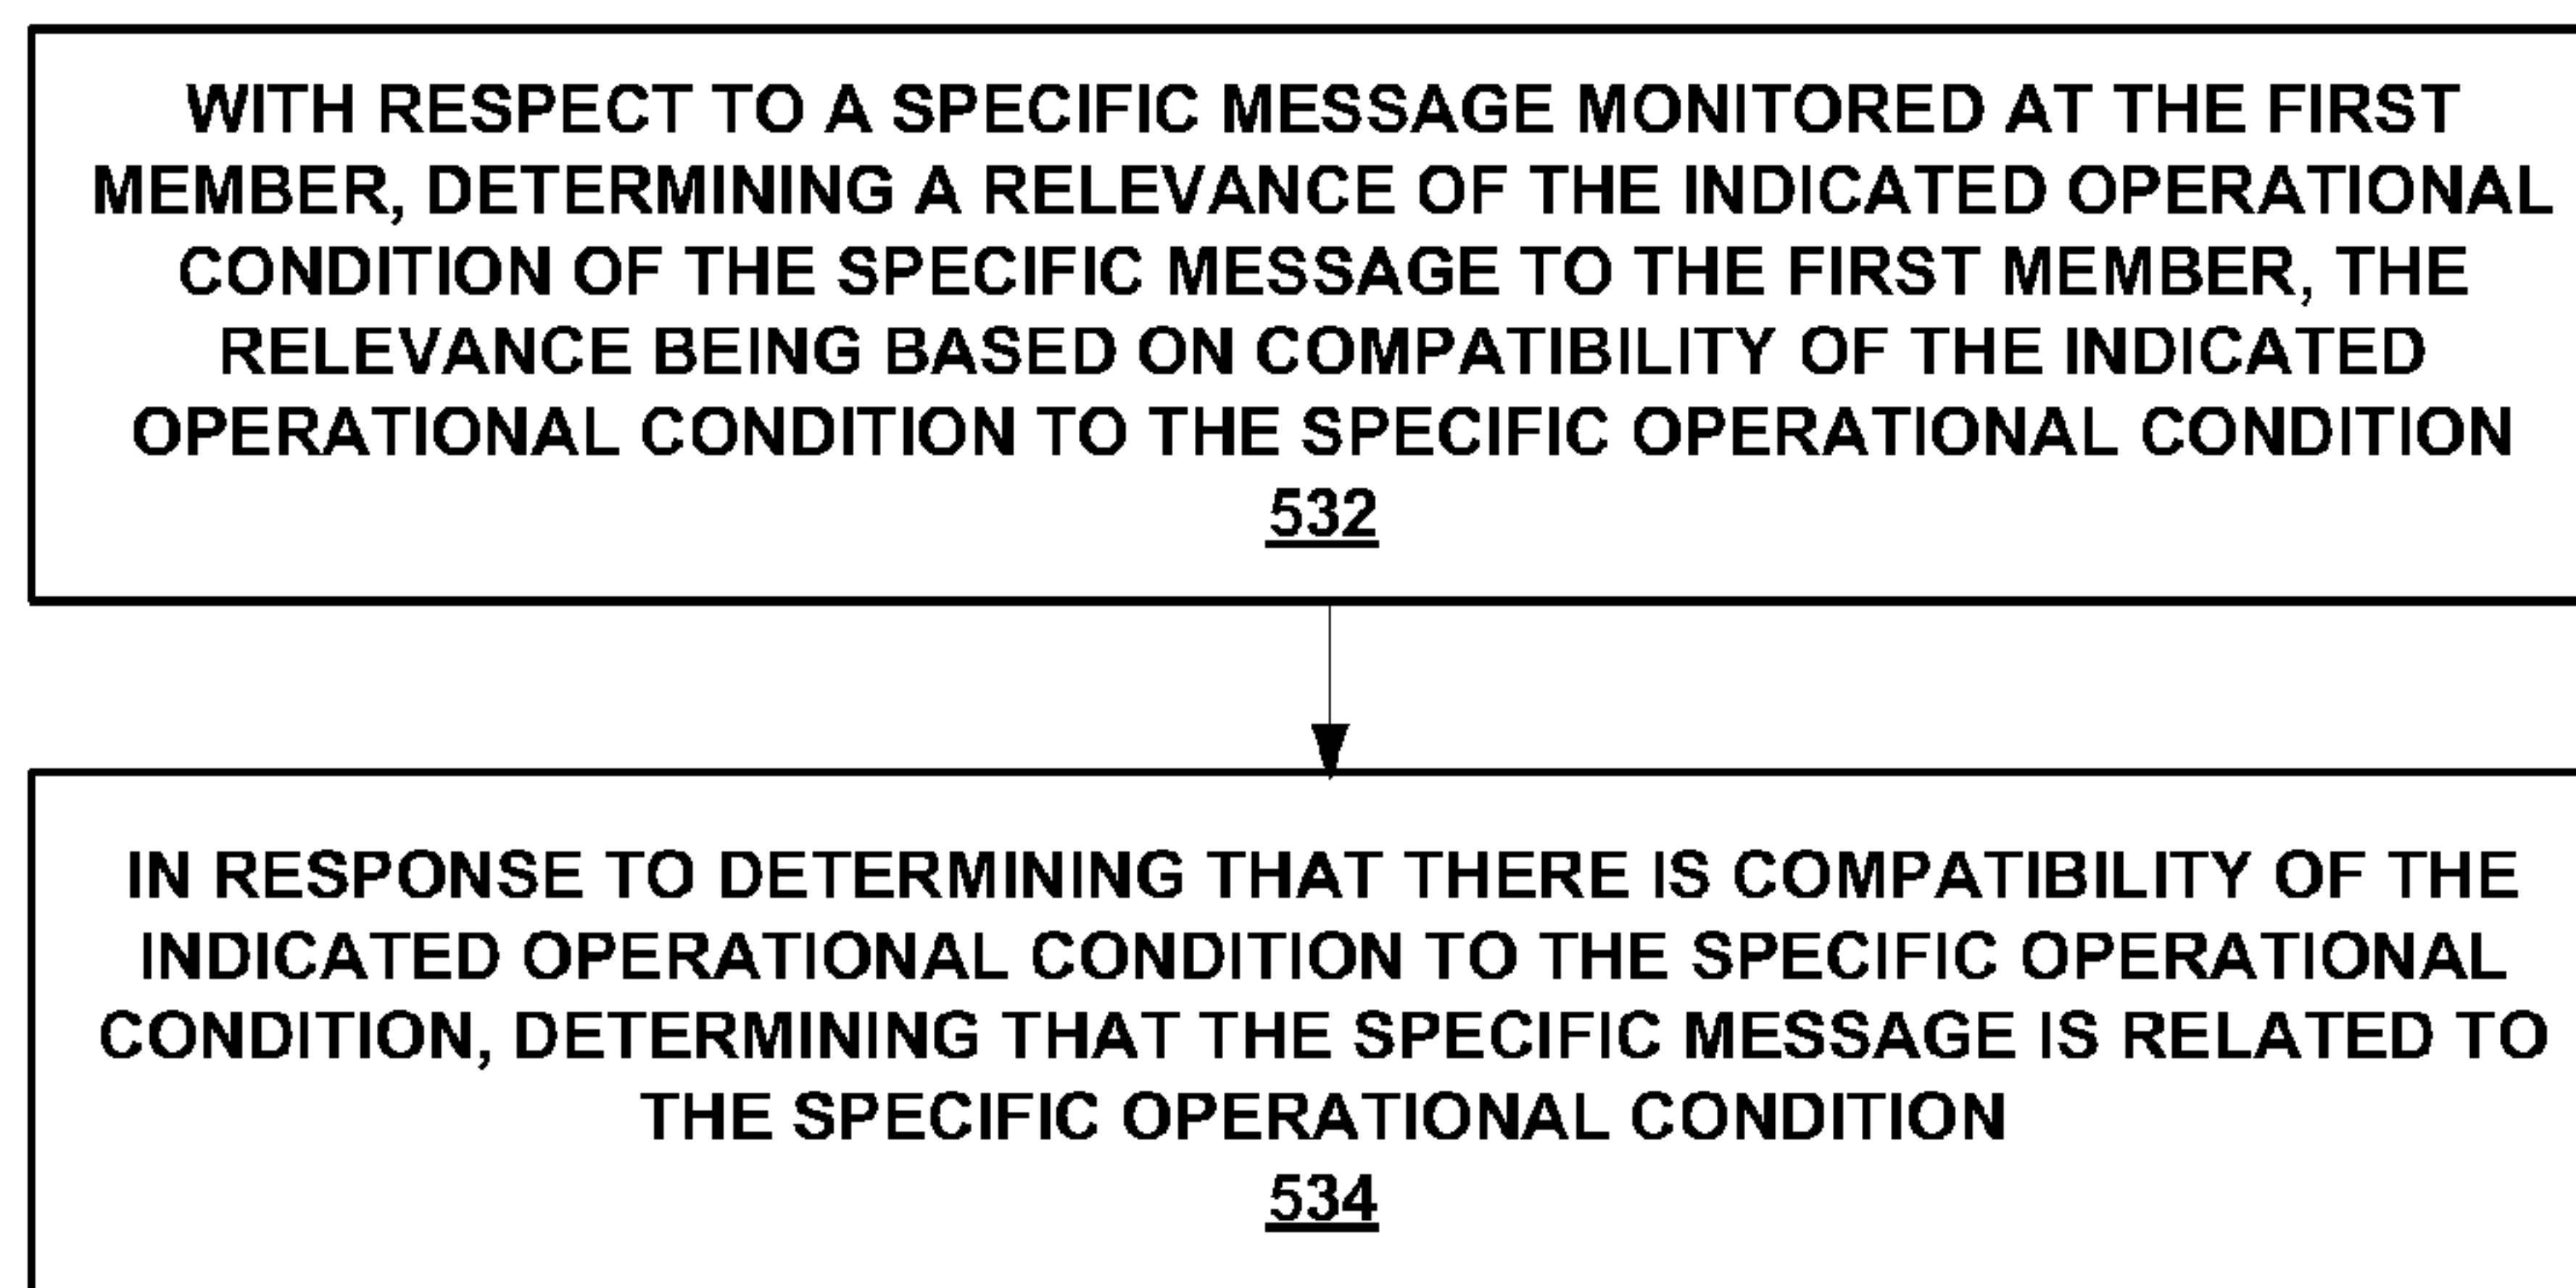 WITH RESPECT TO A SPECIFIC MESSAGE MONITORED AT THE FIRST
MEMBER, DETERMINING A RELEVANCE OF THE INDICATED OPERATIONAL
CONDITION OF THE SPECIFIC MESSAGE TO THE FIRST MEMBER, THE
RELEVANCE BEING BASED ON COMPATIBILITY OF THE INDICATED
OPERATIONAL CONDITION TO THE SPECIFIC OPERATIONAL CONDITION
532
IN RESPONSE TO DETERMINING THAT THERE IS COMPATIBILITY OF THE
INDICATED OPERATIONAL CONDITION TO THE SPECIFIC OPERATIONAL
CONDITION, DETERMINING THAT THE SPECIFIC MESSAGE IS RELATED TO
THE SPECIFIC OPERATIONAL CONDITION
534